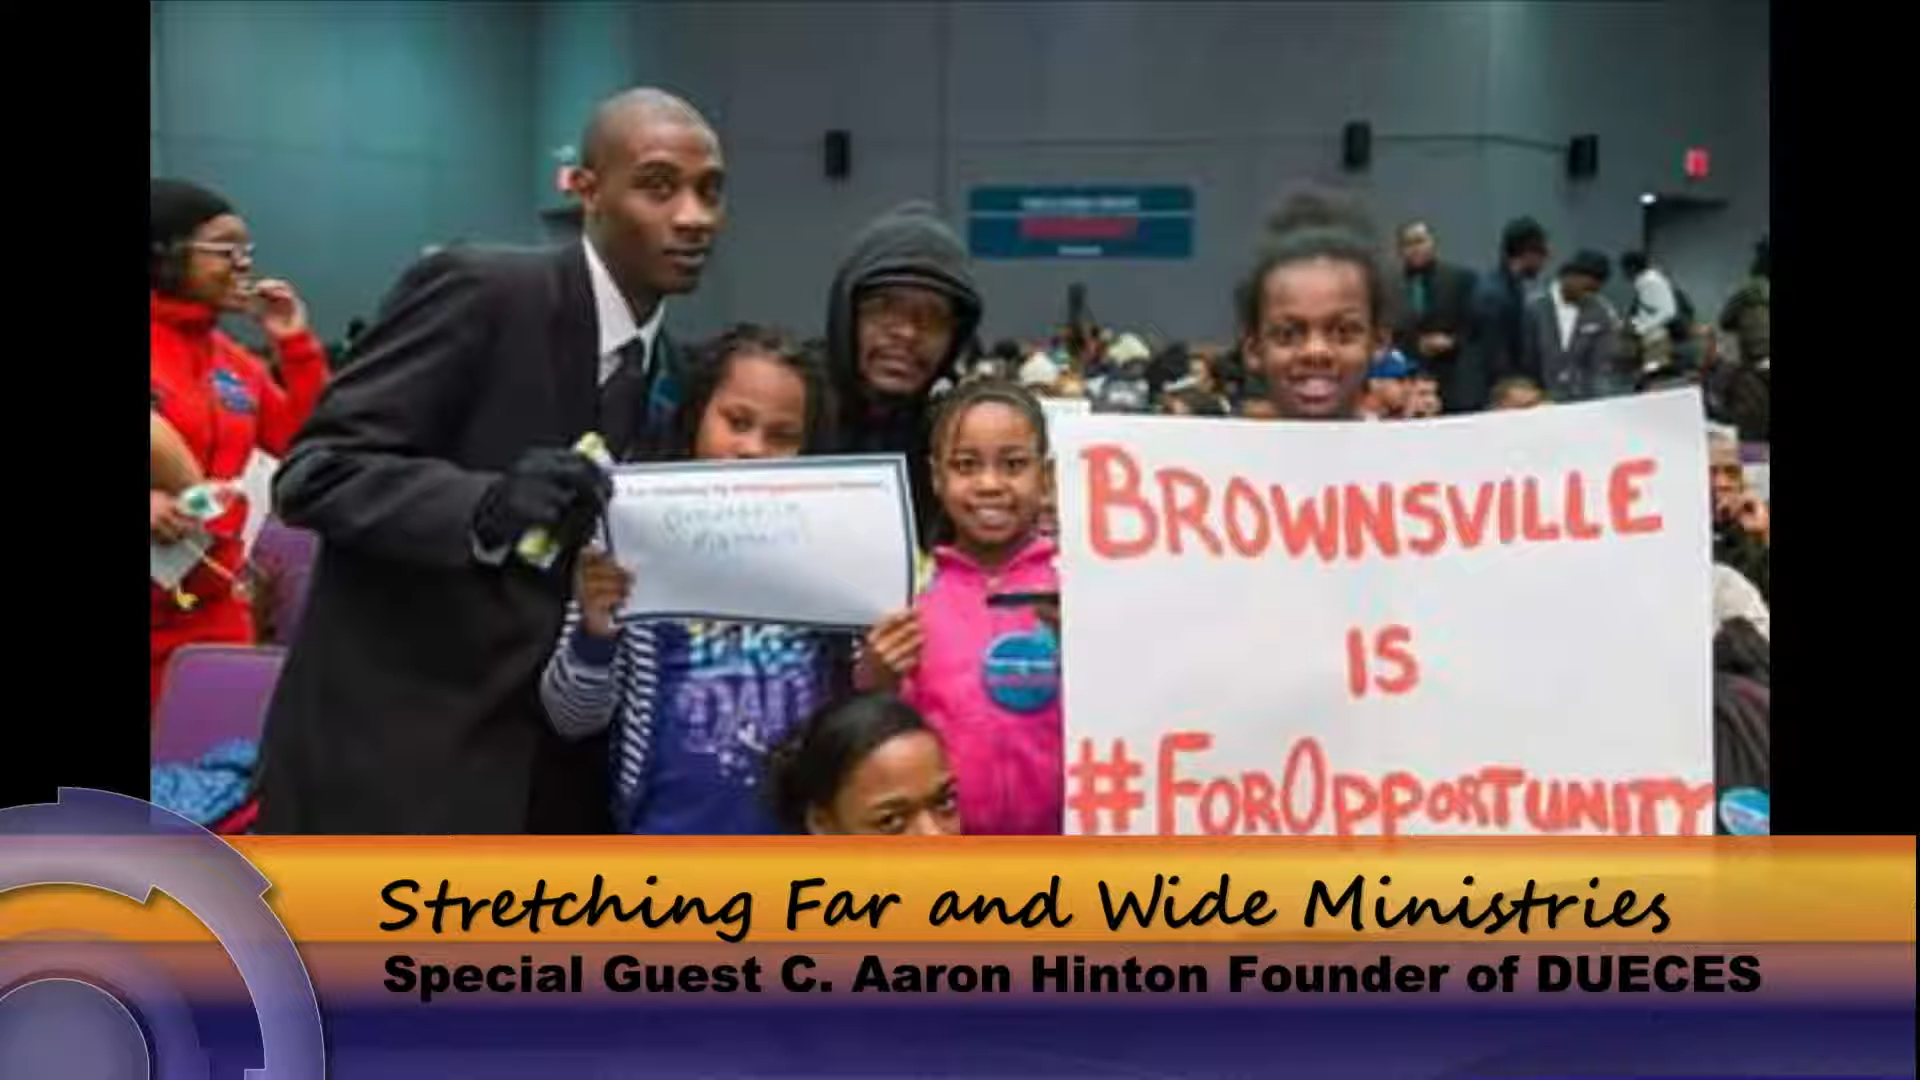 BROWNSVILLE
IS
#FOROPPORTUNITY
Stretching Far and Wide Ministries
Special Guest C. Aaron Hinton Founder of DUECES